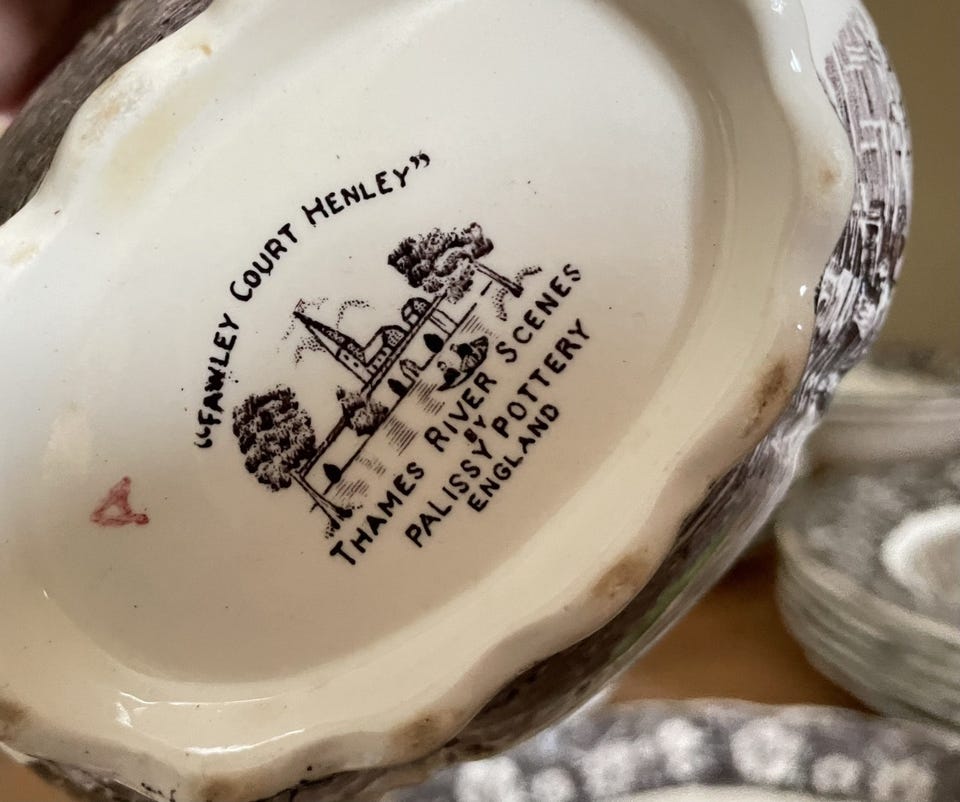 “FAWLEY COURT HENLEY”
THAMES RIVER SCENES
BY
PALISSY POTTERY
ENGLAND